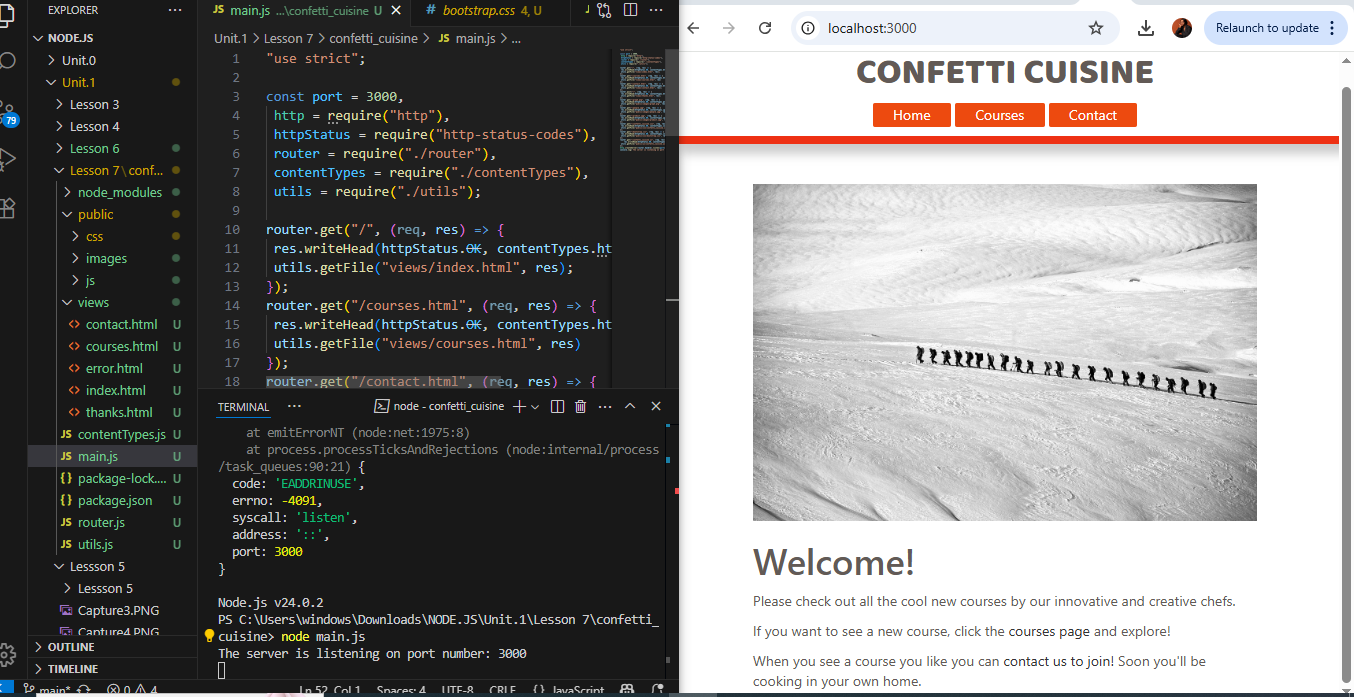 EXPLORER ...
NODE.JS
Unit.0
Unit.1
Lesson 3
Lesson 4
Lesson 6
Lesson 7\conf...
node_modules
public
css
images
js
views
contact.html U
courses.html U
error.html U
index.html U
thanks.html U
JS contentTypes.js U
JS main.js U
{} package-lock.... U
{} package.json U
JS router.js U
JS utils.js U
Lessson 5
Lessson 5
Capture3.PNG
Capture4.PNG
OUTLINE
TIMELINE
79
JS main.js ...\confetti_cuisine U
# bootstrap.css 4, U
Unit.1 > Lesson 7 > confetti_cuisine > JS main.js > ...
1 "use strict";
2
3 const port = 3000,
4 http = require("http"),
5 httpStatus = require("http-status-codes"),
6 router = require("./router"),
7 contentTypes = require("./contentTypes"),
8 utils = require("./utils");
9
10 router.get("/", (req, res) => {
11 res.writeHead(httpStatus.OK, contentTypes.ht
12 utils.getFile("views/index.html", res);
13 });
14 router.get("/courses.html", (req, res) => {
15 res.writeHead(httpStatus.OK, contentTypes.ht
16 utils.getFile("views/courses.html", res)
17 });
18 router.get("/contact.html", (req, res) => {
TERMINAL ... node - confetti_cuisine
at emitErrorNT (node:net:1975:8)
at process.processTicksAndRejections (node:internal/process
/task_queues:90:21) {
code: 'EADDRINUSE',
errno: -4091,
syscall: 'listen',
address: '::',
port: 3000
}
Node.js v24.0.2
PS C:\Users\windows\Downloads\NODE.JS\Unit.1\Lesson 7\confetti_
cuisine> node main.js
The server is listening on port number: 3000
main* 0 4 Ln 52, Col 1 Spaces: 4 UTF-8 CRLF {} JavaScript
localhost:3000
Relaunch to update
CONFETTI CUISINE
Home Courses Contact
Welcome!
Please check out all the cool new courses by our innovative and creative chefs.
If you want to see a new course, click the courses page and explore!
When you see a course you like you can contact us to join! Soon you'll be
cooking in your own home.